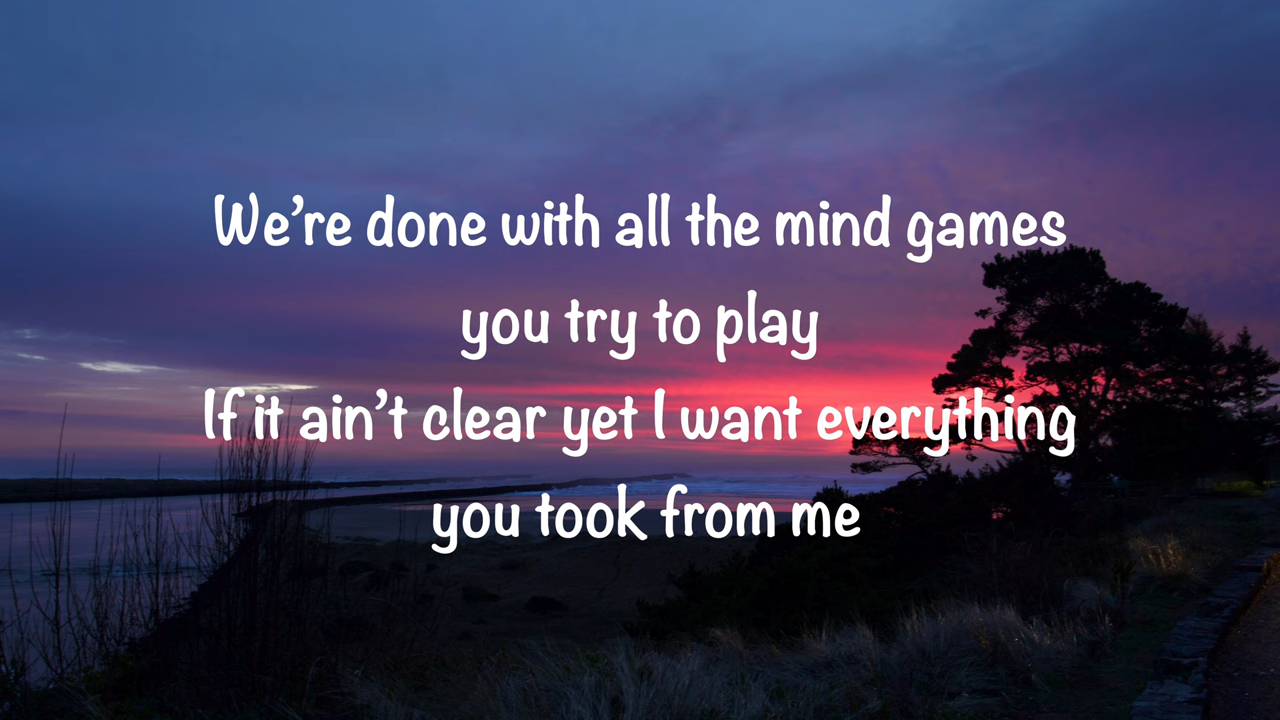 We’re done with all the mind games
you try to play
If it ain’t clear yet I want everything
you took from me